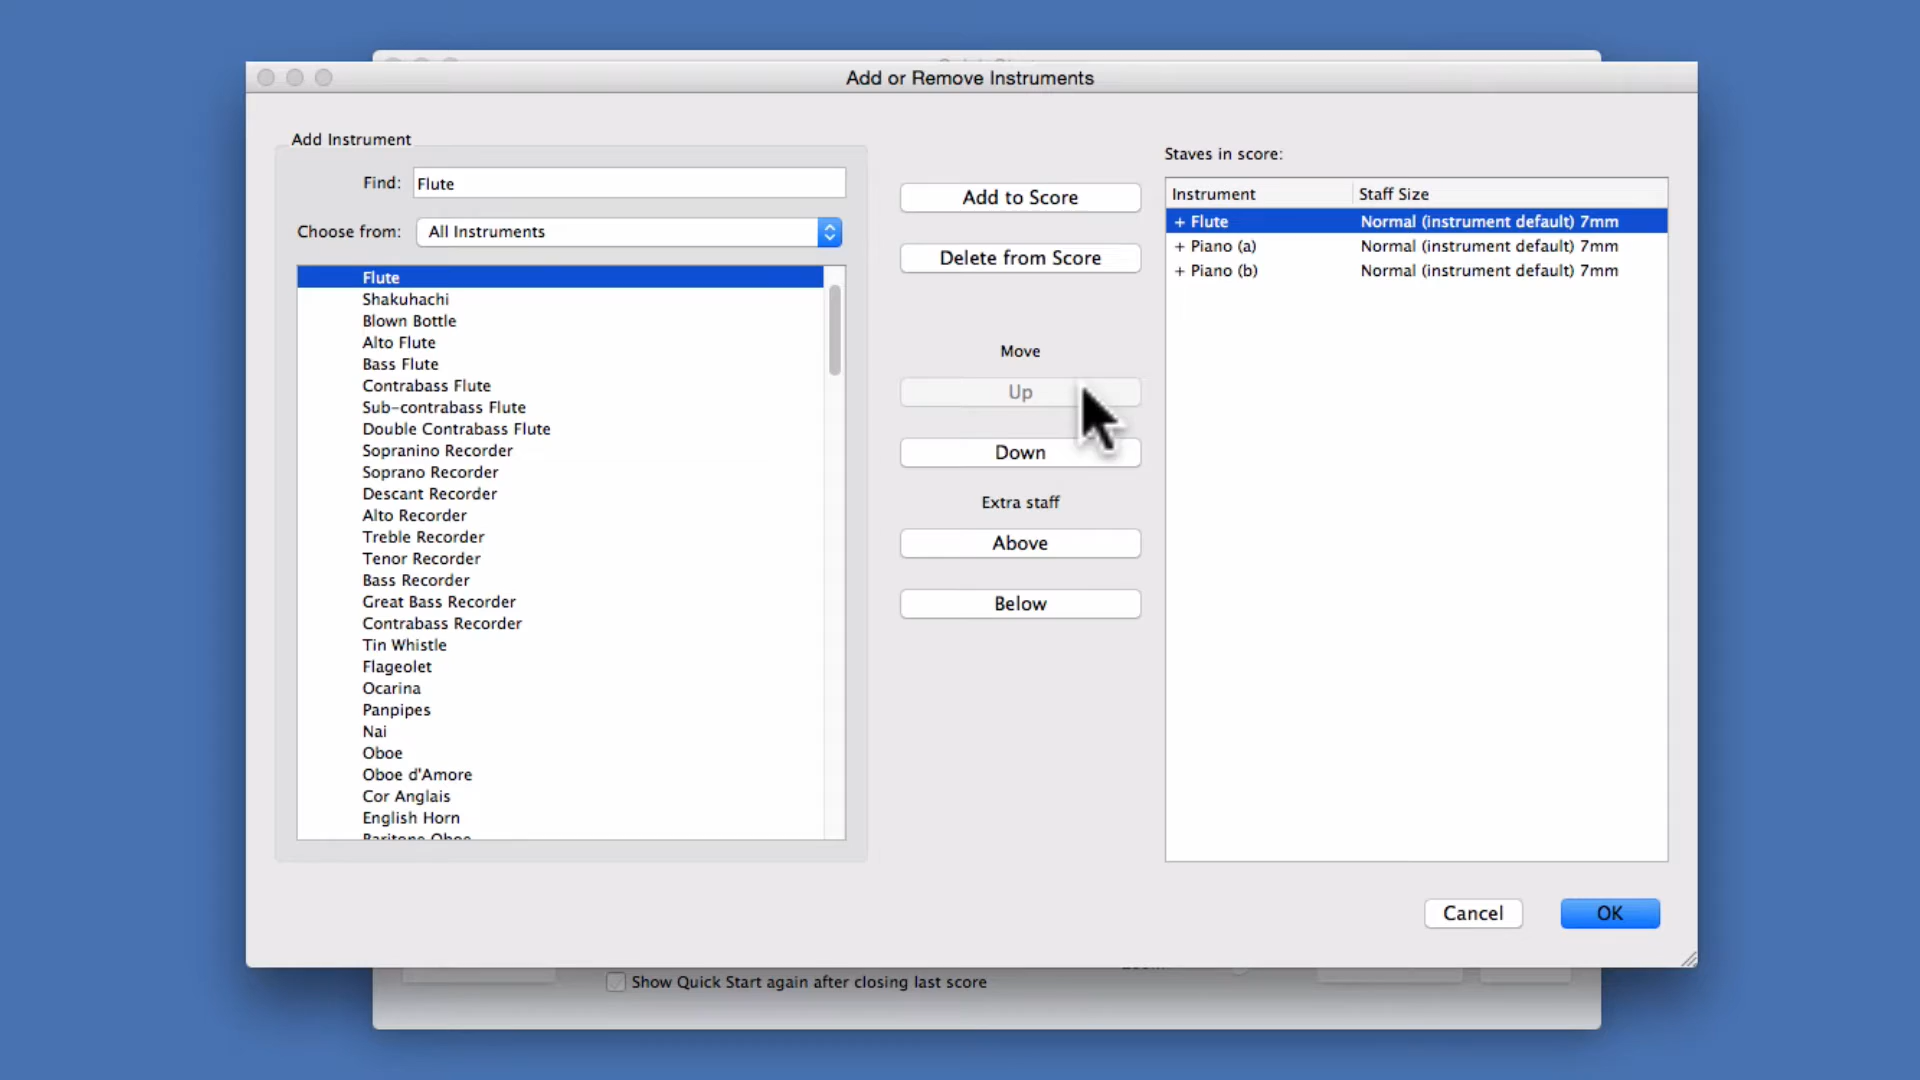 Add or Remove Instruments
Add Instrument
Find: Flute
Choose from: All Instruments
Flute
Shakuhachi
Blown Bottle
Alto Flute
Bass Flute
Contrabass Flute
Sub-contrabass Flute
Double Contrabass Flute
Sopranino Recorder
Soprano Recorder
Descant Recorder
Alto Recorder
Treble Recorder
Tenor Recorder
Bass Recorder
Great Bass Recorder
Contrabass Recorder
Tin Whistle
Flageolet
Ocarina
Panpipes
Nai
Oboe
Oboe d'Amore
Cor Anglais
English Horn
Baritone Oboe
Add to Score
Delete from Score
Move
Up
Down
Extra staff
Above
Below
Staves in score:
Instrument Staff Size
+ Flute Normal (instrument default) 7mm
+ Piano (a) Normal (instrument default) 7mm
+ Piano (b) Normal (instrument default) 7mm
Cancel OK
Show Quick Start again after closing last score